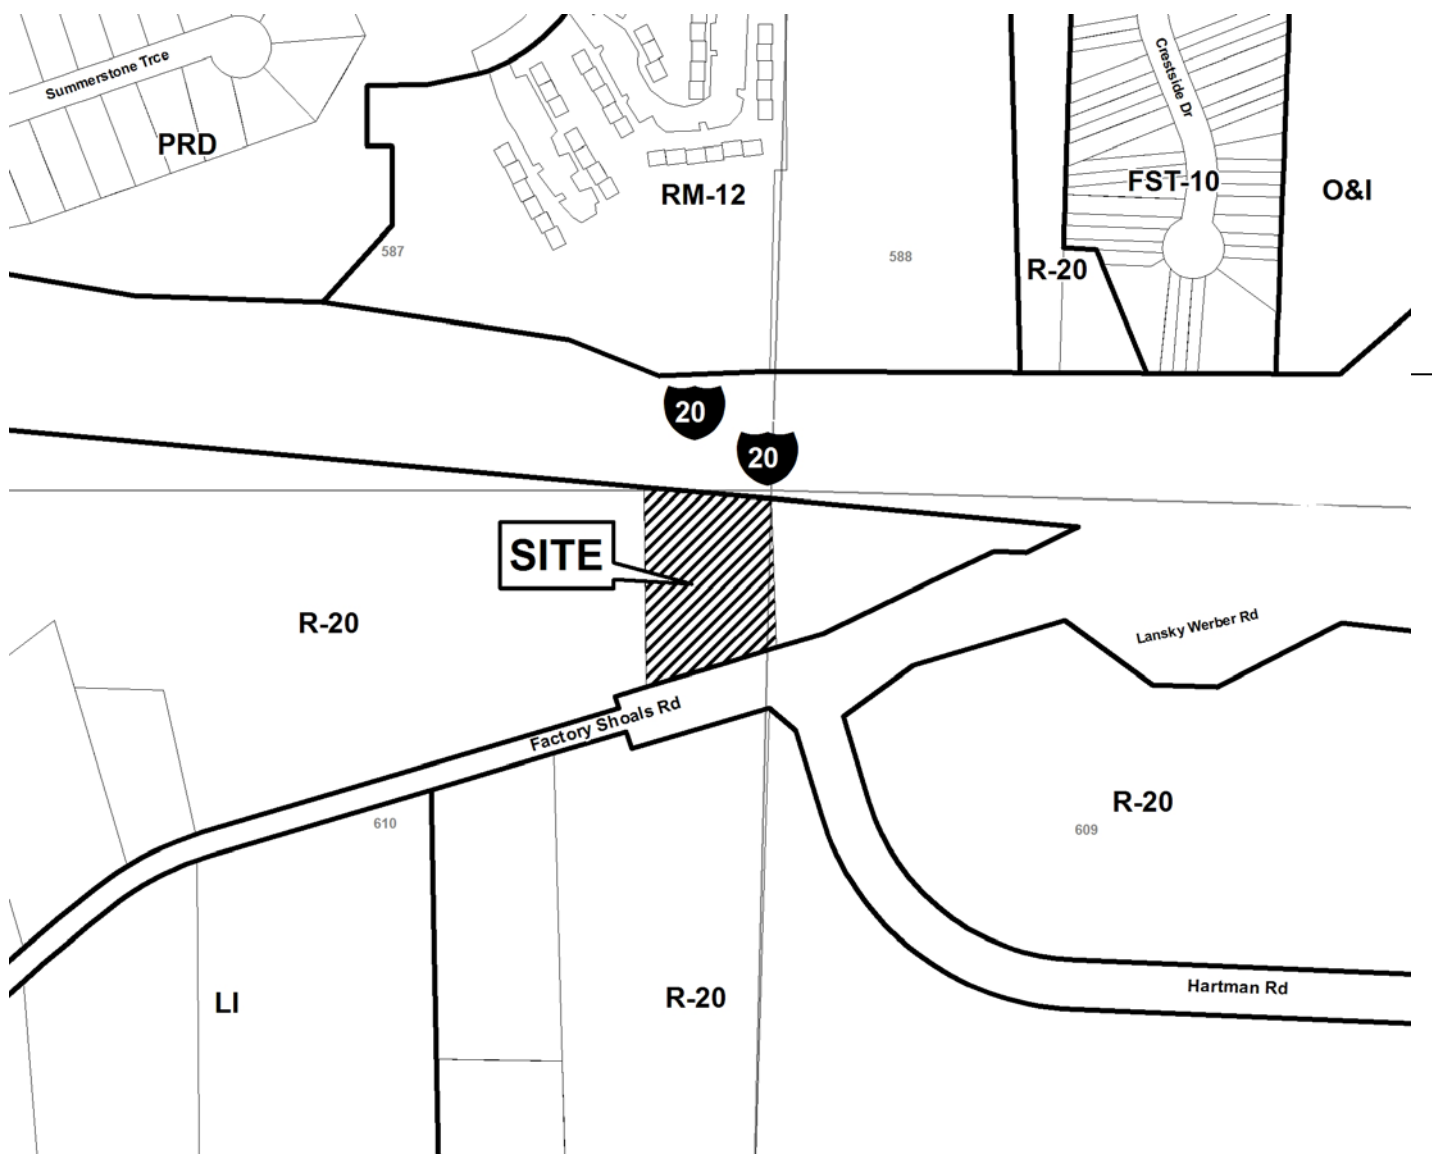 Summerstone Trce
Crestside Dr
PRD
RM-12
FST-10
O&I
587
588
R-20
20
20
SITE
R-20
Lansky Werber Rd
Factory Shoals Rd
R-20
610
609
Hartman Rd
LI
R-20